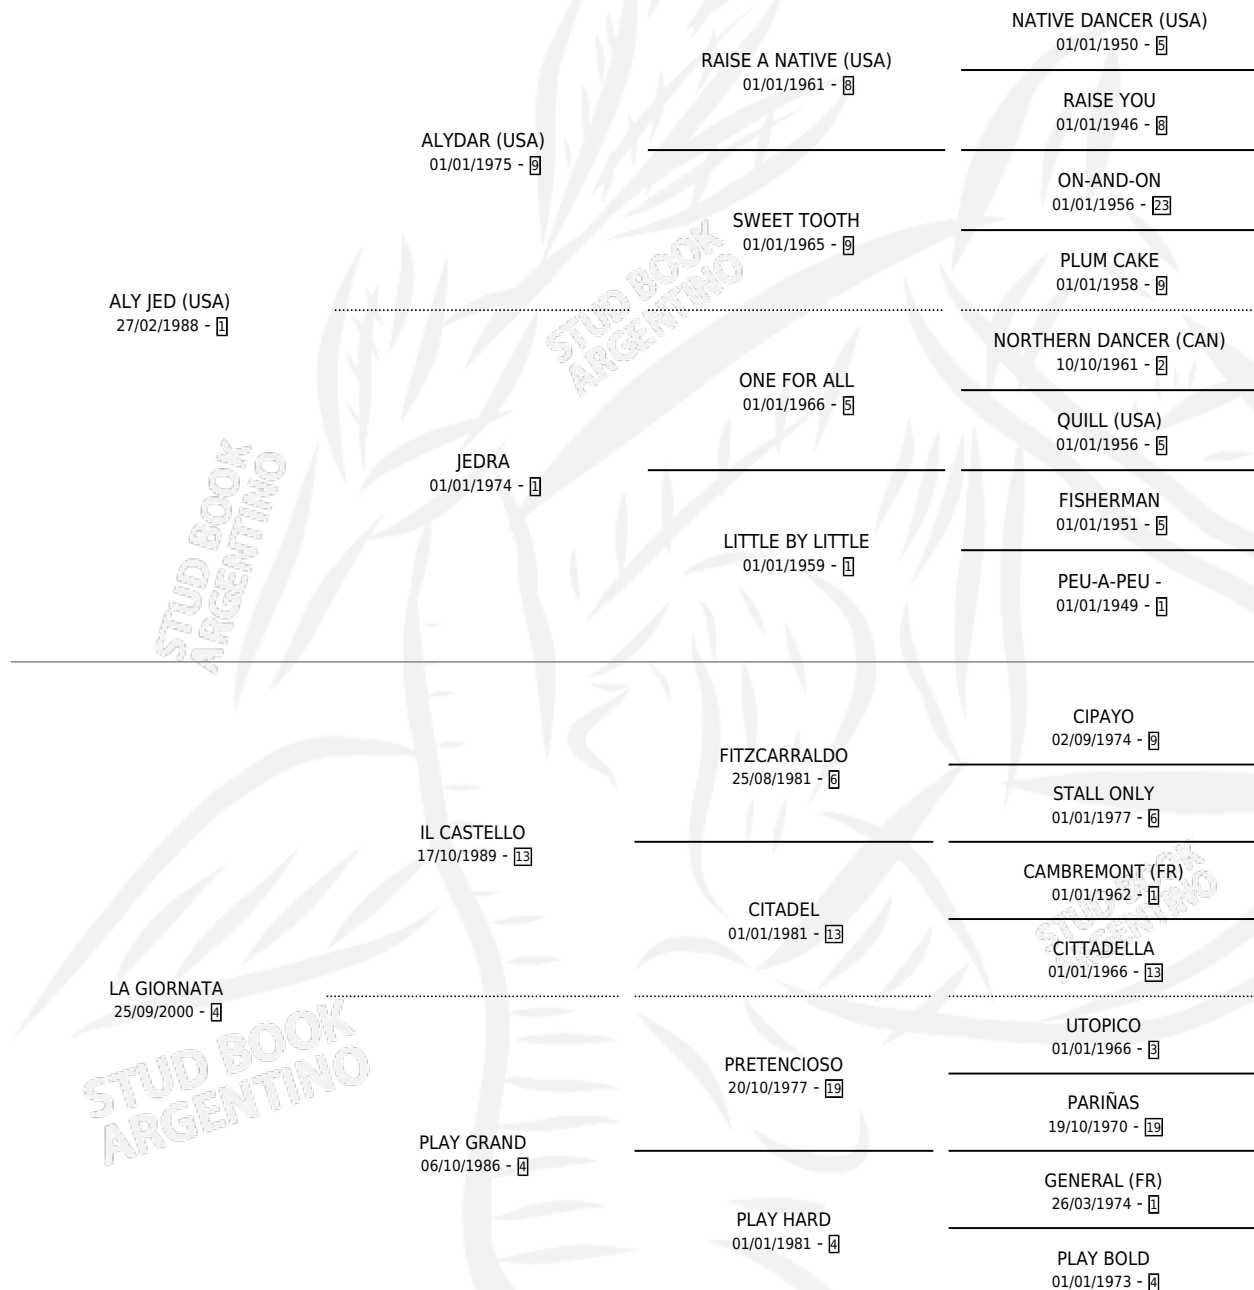 NATIVE DANCER (USA)
01/01/1950 - 5
RAISE A NATIVE (USA)
01/01/1961 - 8
RAISE YOU
01/01/1946 - 8
ALYDAR (USA)
01/01/1975 - 9
ON-AND-ON
01/01/1956 - 23
SWEET TOOTH
01/01/1965 - 9
PLUM CAKE
01/01/1958 - 9
ALY JED (USA)
27/02/1988 - 1
NORTHERN DANCER (CAN)
10/10/1961 - 2
ONE FOR ALL
01/01/1966 - 5
QUILL (USA)
01/01/1956 - 5
JEDRA
01/01/1974 - 1
FISHERMAN
01/01/1951 - 5
LITTLE BY LITTLE
01/01/1959 - 1
PEU-A-PEU -
01/01/1949 - 1
CIPAYO
02/09/1974 - 9
FITZCARRALDO
25/08/1981 - 6
STALL ONLY
01/01/1977 - 6
IL CASTELLO
17/10/1989 - 13
CAMBREMONT (FR)
01/01/1962 - 1
CITADEL
01/01/1981 - 13
CITTADELLA
01/01/1966 - 13
LA GIORNATA
25/09/2000 - 4
UTOPICO
01/01/1966 - 3
PRETENCIOSO
20/10/1977 - 19
PARIÑAS
19/10/1970 - 19
PLAY GRAND
06/10/1986 - 4
GENERAL (FR)
26/03/1974 - 1
PLAY HARD
01/01/1981 - 4
PLAY BOLD
01/01/1973 - 4
STUD BOOK
ARGENTINO
STUD BOOK
ARGENTINO
STUD BOOK
ARGENTINO
STUD BOOK
ARGENTINO